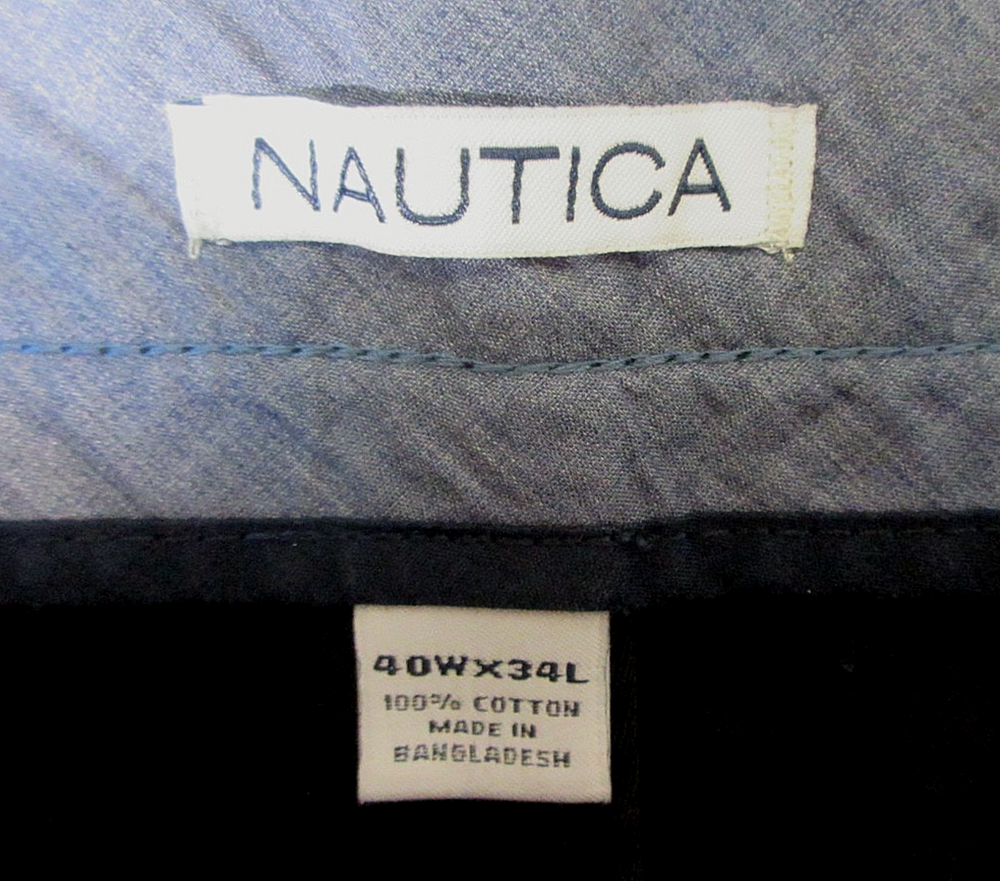 NAUTICA
40WX34L
100% COTTON
MADE IN
BANGLADESH